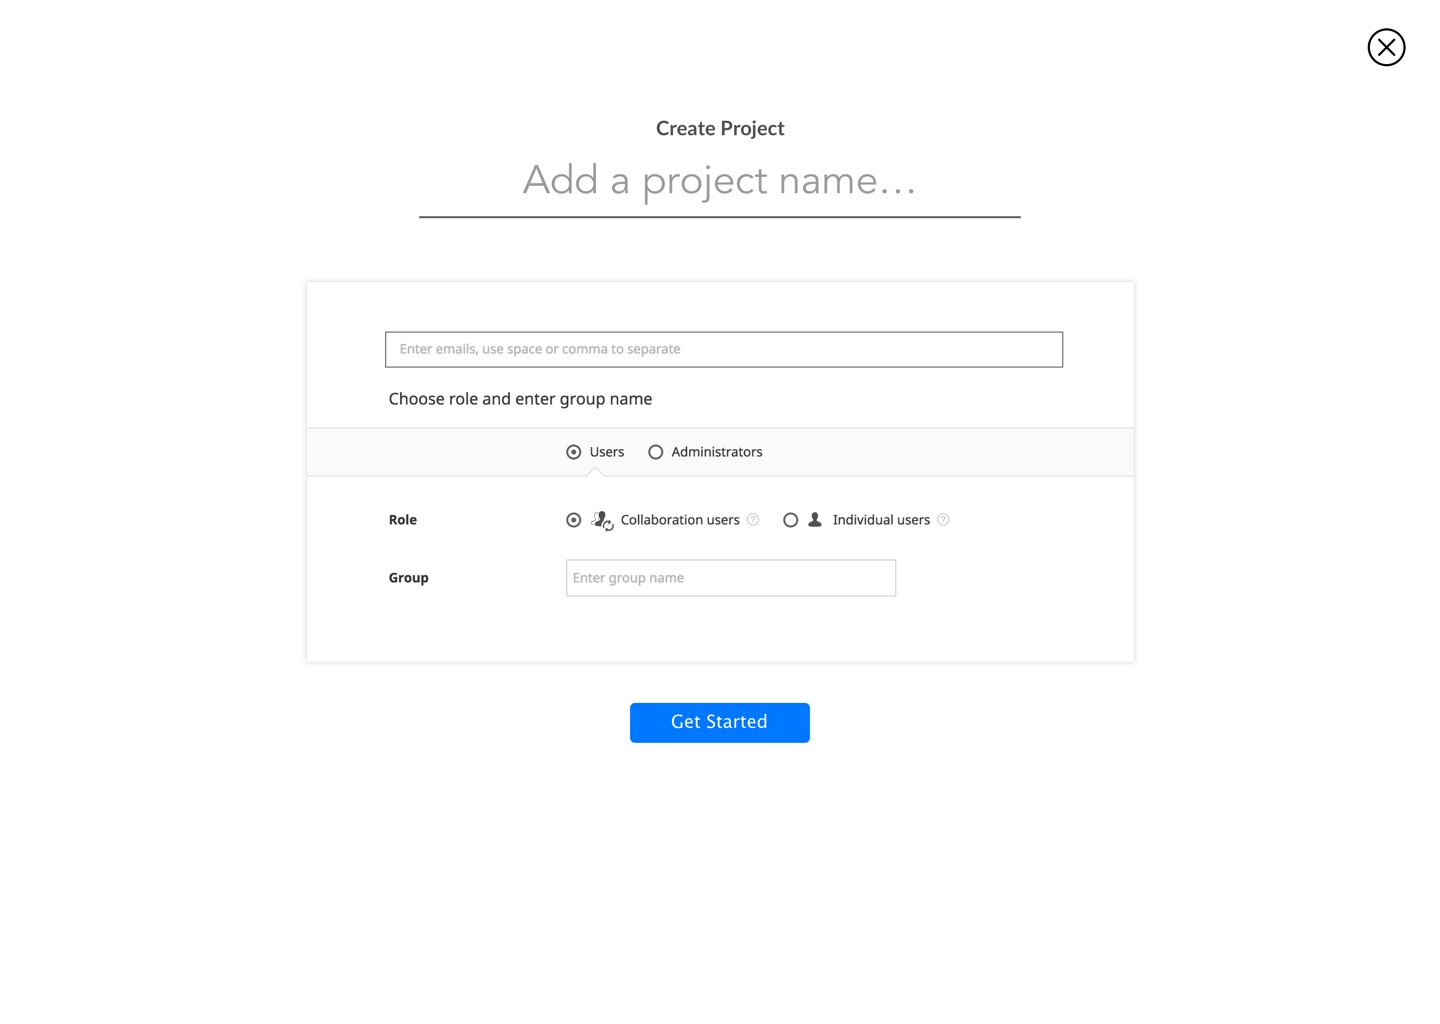 Create Project
Add a project name...
Enter emails, use space or comma to separate
Choose role and enter group name
Users Administrators
Role Collaboration users ? Individual users ?
Group Enter group name
Get Started